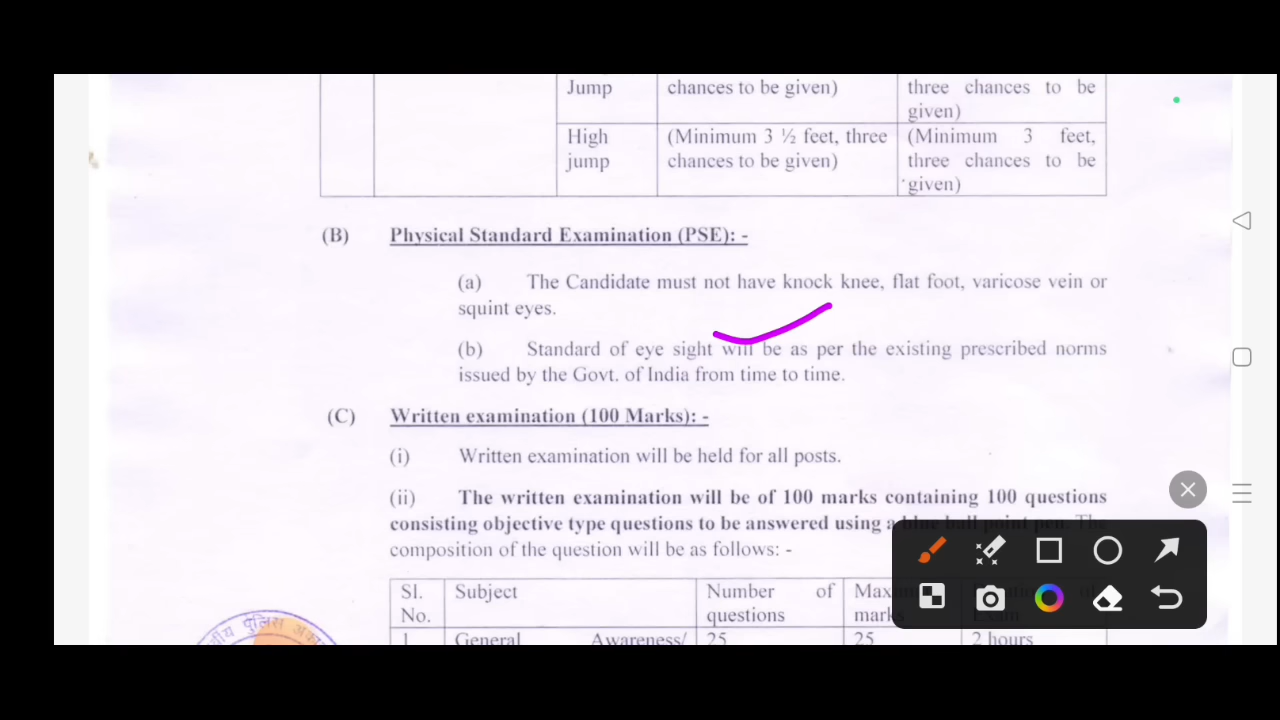 Jump chances to be given) three chances to be given)
High jump (Minimum 3 ½ feet, three chances to be given) (Minimum 3 feet, three chances to be given)
(B) Physical Standard Examination (PSE): -
(a) The Candidate must not have knock knee, flat foot, varicose vein or
squint eyes.
(b) Standard of eye sight will be as per the existing prescribed norms
issued by the Govt. of India from time to time.
(C) Written examination (100 Marks): -
(i) Written examination will be held for all posts.
(ii) The written examination will be of 100 marks containing 100 questions
consisting objective type questions to be answered using a blue ball point pen. The
composition of the question will be as follows: -
Sl. No. Subject Number of questions
1. General Awareness/ 25 25 2 hours
पुलिस